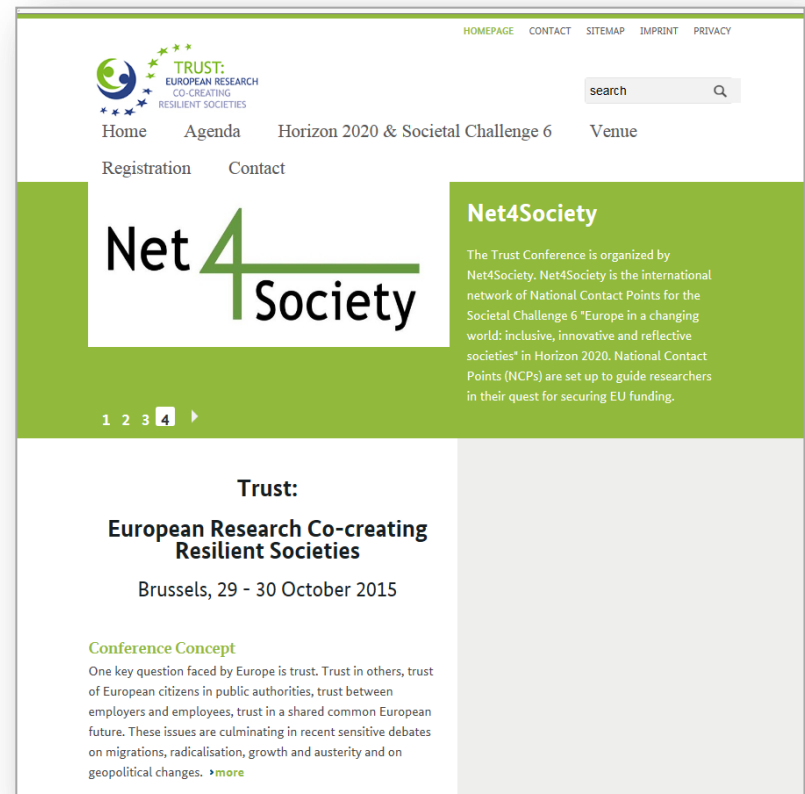 HOMEPAGE CONTACT SITEMAP IMPRINT PRIVACY
TRUST:
EUROPEAN RESEARCH
CO-CREATING
RESILIENT SOCIETIES
search
Home Agenda Horizon 2020 & Societal Challenge 6 Venue
Registration Contact
Net 4 Society
Net4Society
The Trust Conference is organized by
Net4Society. Net4Society is the international
network of National Contact Points for the
Societal Challenge 6 "Europe in a changing
world: inclusive, innovative and reflective
societies" in Horizon 2020. National Contact
Points (NCPs) are set up to guide researchers
in their quest for securing EU funding.
1 2 3 4
Trust:
European Research Co-creating
Resilient Societies
Brussels, 29 - 30 October 2015
Conference Concept
One key question faced by Europe is trust. Trust in others, trust
of European citizens in public authorities, trust between
employers and employees, trust in a shared common European
future. These issues are culminating in recent sensitive debates
on migrations, radicalisation, growth and austerity and on
geopolitical changes. ›more